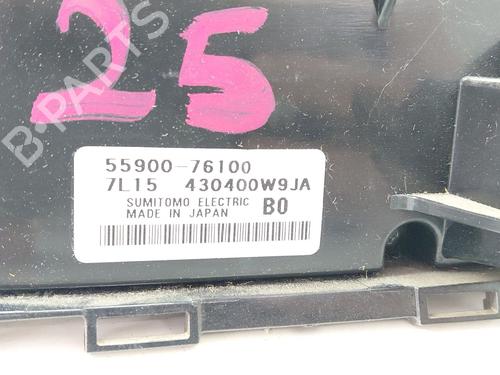 25
B-PARTS
55900-76100
7L15 430400W9JA
SUMITOMO ELECTRIC
MADE IN JAPAN B0